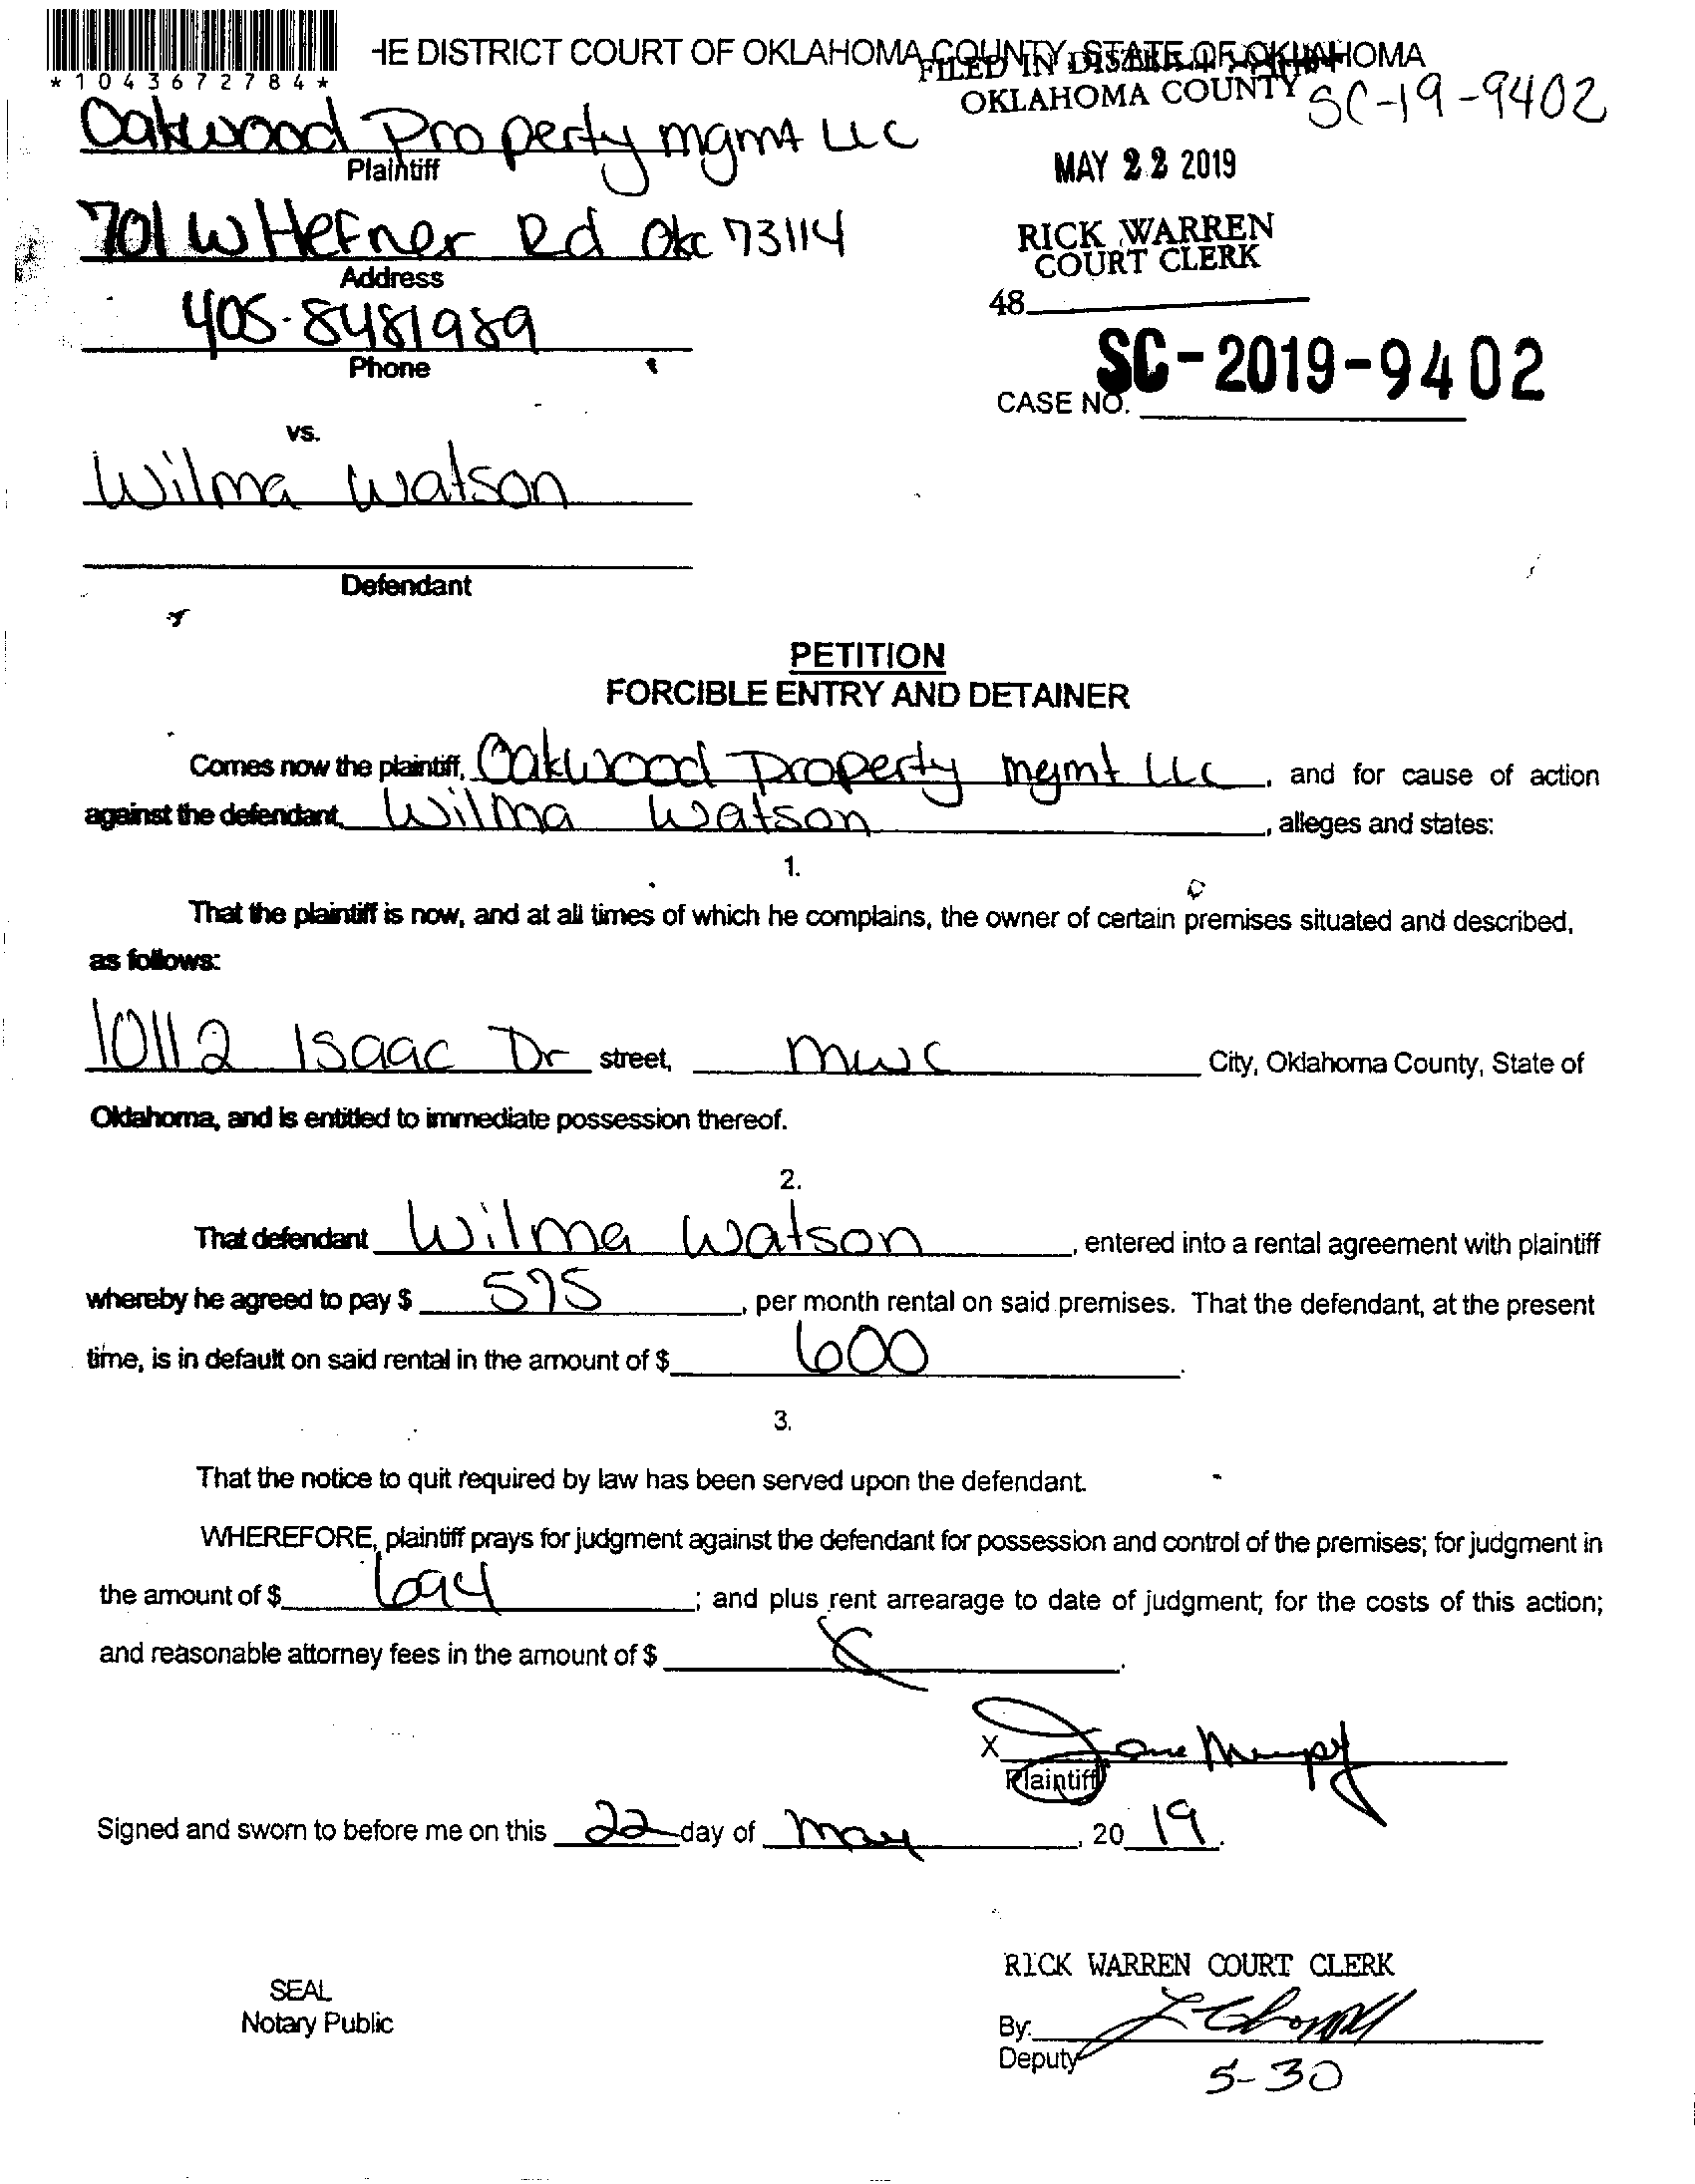 *1043672784*
HE DISTRICT COURT OF OKLAHOMA COUNTY, STATE OF OKLAHOMA
FILED IN DISTRICT COURT
OKLAHOMA COUNTY
SC-19-9402
Oakwood Property mgmt LLC
Plaintiff
MAY 22 2019
701 W Hefner Rd Okc 73114
Address
RICK WARREN
COURT CLERK
405-8481989
Phone
48
CASE NO. SC-2019-9402
vs.
Wilma Watson
Defendant
PETITION
FORCIBLE ENTRY AND DETAINER
Comes now the plaintiff, Oakwood Property mgmt LLC, and for cause of action
against the defendant, Wilma Watson, alleges and states:
1.
That the plaintiff is now, and at all times of which he complains, the owner of certain premises situated and described,
as follows:
10112 Isaac Dr street, mwc City, Oklahoma County, State of
Oklahoma, and is entitled to immediate possession thereof.
2.
That defendant Wilma Watson, entered into a rental agreement with plaintiff
whereby he agreed to pay $ 575, per month rental on said premises. That the defendant, at the present
time, is in default on said rental in the amount of $ 600.
3.
That the notice to quit required by law has been served upon the defendant.
WHEREFORE, plaintiff prays for judgment against the defendant for possession and control of the premises; for judgment in
the amount of $ 694; and plus rent arrearage to date of judgment; for the costs of this action;
and reasonable attorney fees in the amount of $
X
Plaintiff
Signed and sworn to before me on this 22 day of may, 20 19.
RICK WARREN COURT CLERK
SEAL
Notary Public
By:
Deputy
5-30